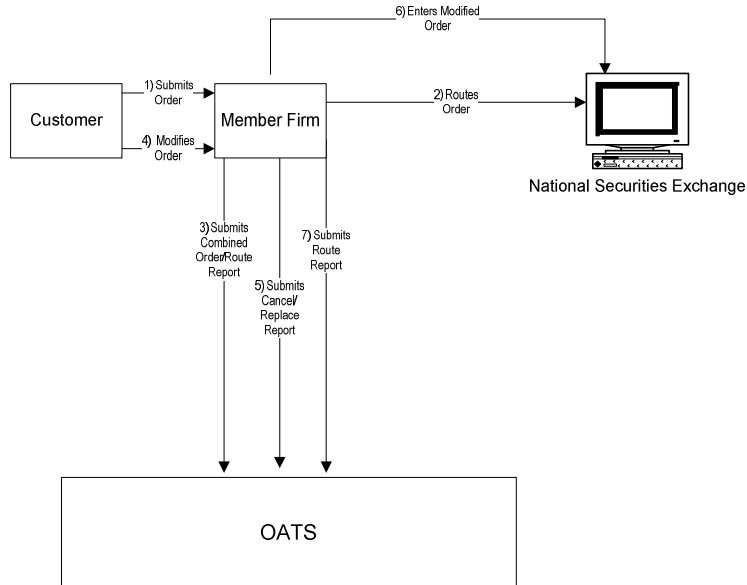 6) Enters Modified
Order
1) Submits
Order
Customer
Member Firm
2) Routes
Order
4) Modifies
Order
National Securities Exchange
3) Submits
Combined
Order/Route
Report
7) Submits
Route
Report
5) Submits
Cancel/
Replace
Report
OATS